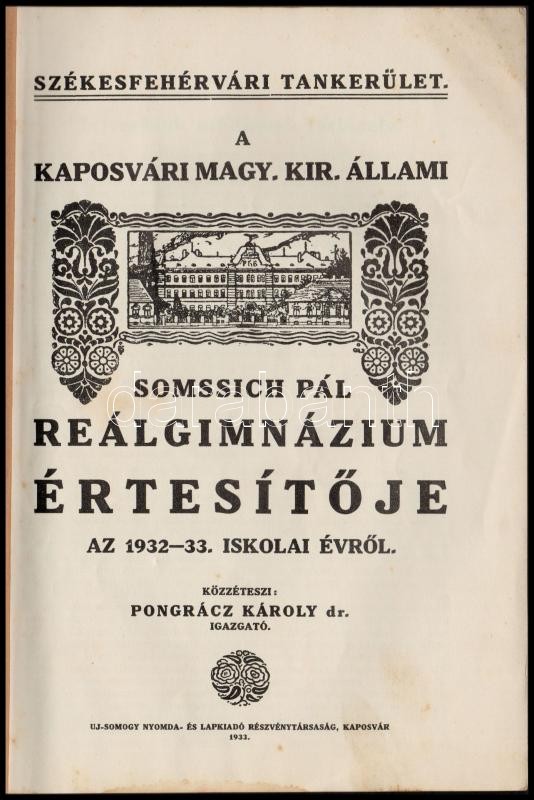 SZÉKESFEHÉRVÁRI TANKERÜLET.
A
KAPOSVÁRI MAGY. KIR. ÁLLAMI
SOMSSICH PÁL
darabanth
REÁLGIMNÁZIUM
ÉRTESÍTŐJE
AZ 1932—33. ISKOLAI ÉVRŐL.
KÖZZÉTESZI:
PONGRÁCZ KÁROLY dr.
IGAZGATÓ.
UJ-SOMOGY NYOMDA- ÉS LAPKIADÓ RÉSZVÉNYTÁRSASÁG, KAPOSVÁR
1933.